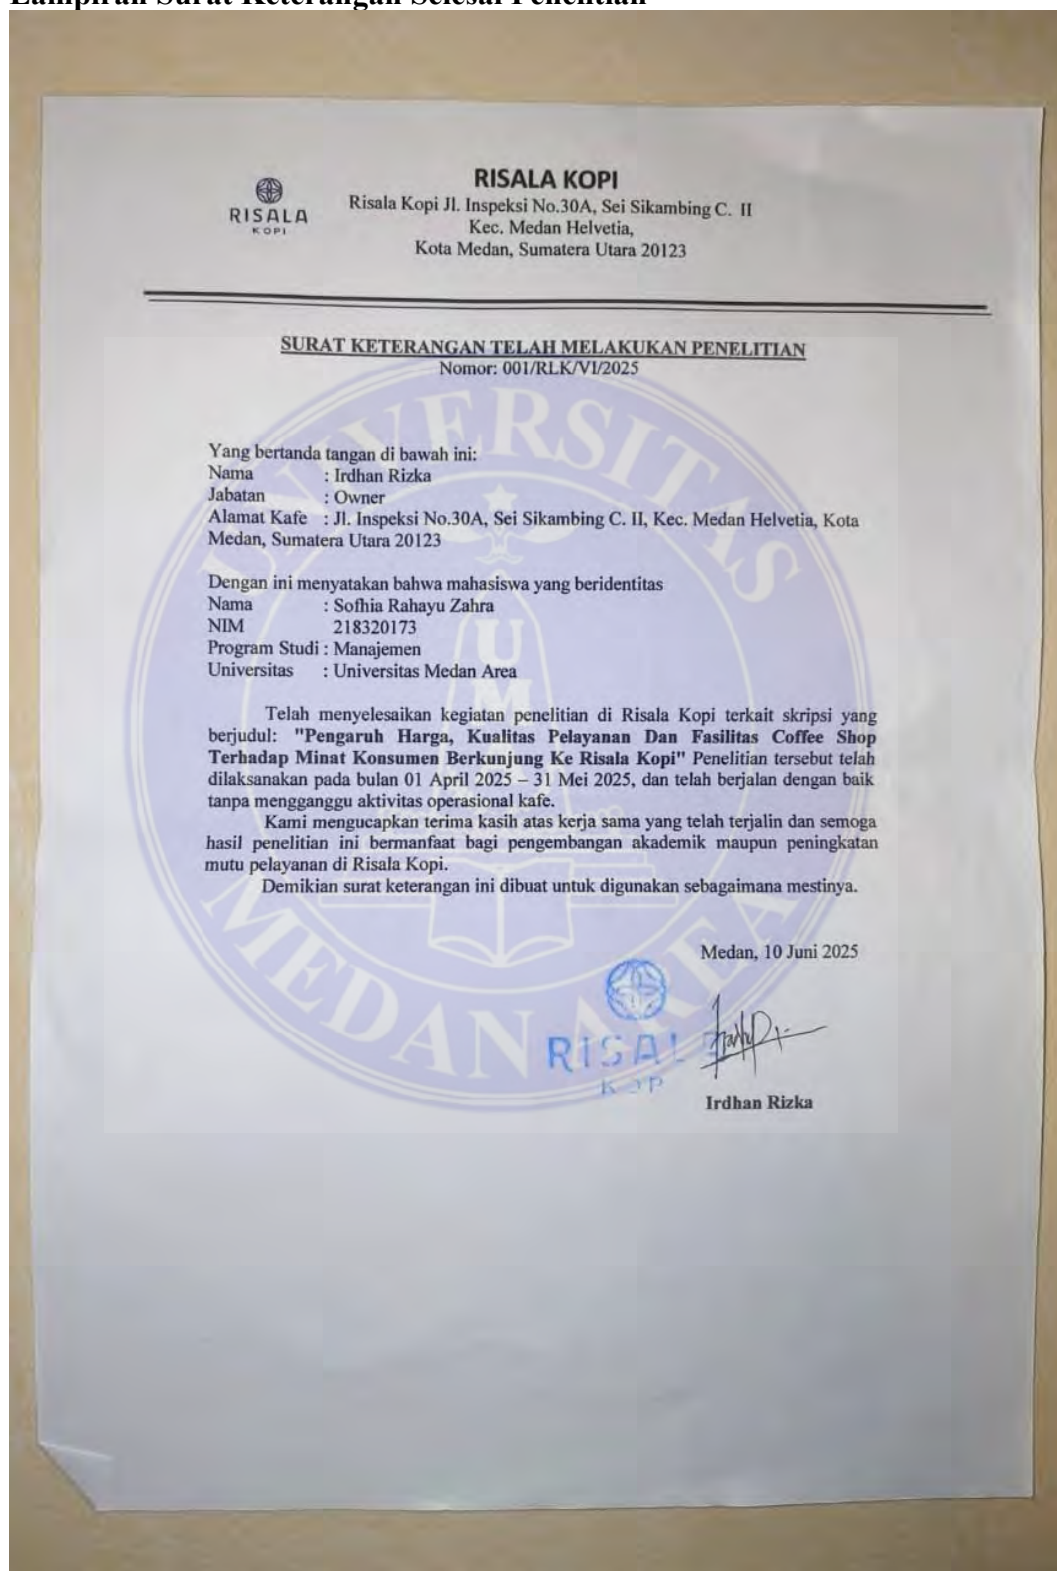 Lampiran Surat Keterangan Selesai Penelitian
RISALA
KOPI
RISALA KOPI
Risala Kopi Jl. Inspeksi No.30A, Sei Sikambing C. II
Kec. Medan Helvetia,
Kota Medan, Sumatera Utara 20123
SURAT KETERANGAN TELAH MELAKUKAN PENELITIAN
Nomor: 001/RLK/VI/2025
Yang bertanda tangan di bawah ini:
Nama : Irdhan Rizka
Jabatan : Owner
Alamat Kafe : Jl. Inspeksi No.30A, Sei Sikambing C. II, Kec. Medan Helvetia, Kota
Medan, Sumatera Utara 20123
Dengan ini menyatakan bahwa mahasiswa yang beridentitas
Nama : Sofhia Rahayu Zahra
NIM 218320173
Program Studi : Manajemen
Universitas : Universitas Medan Area
Telah menyelesaikan kegiatan penelitian di Risala Kopi terkait skripsi yang
berjudul: "Pengaruh Harga, Kualitas Pelayanan Dan Fasilitas Coffee Shop
Terhadap Minat Konsumen Berkunjung Ke Risala Kopi" Penelitian tersebut telah
dilaksanakan pada bulan 01 April 2025 – 31 Mei 2025, dan telah berjalan dengan baik
tanpa mengganggu aktivitas operasional kafe.
Kami mengucapkan terima kasih atas kerja sama yang telah terjalin dan semoga
hasil penelitian ini bermanfaat bagi pengembangan akademik maupun peningkatan
mutu pelayanan di Risala Kopi.
Demikian surat keterangan ini dibuat untuk digunakan sebagaimana mestinya.
Medan, 10 Juni 2025
RISAL
KOP
Irdhan Rizka
UNIVERSITAS
MEDAN AREA
UMA